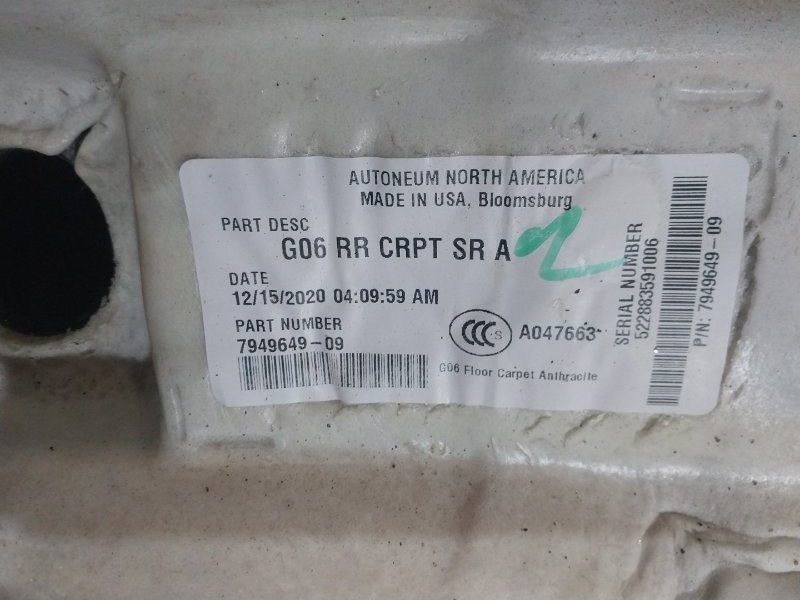 AUTONEUM NORTH AMERICA
MADE IN USA, Bloomsburg
PART DESC
G06 RR CRPT SR A
DATE
12/15/2020 04:09:59 AM
PART NUMBER
7949649-09
CCC S
A047663
G06 Floor Carpet Anthracite
SERIAL NUMBER
522883591006
P/N: 7949649-09